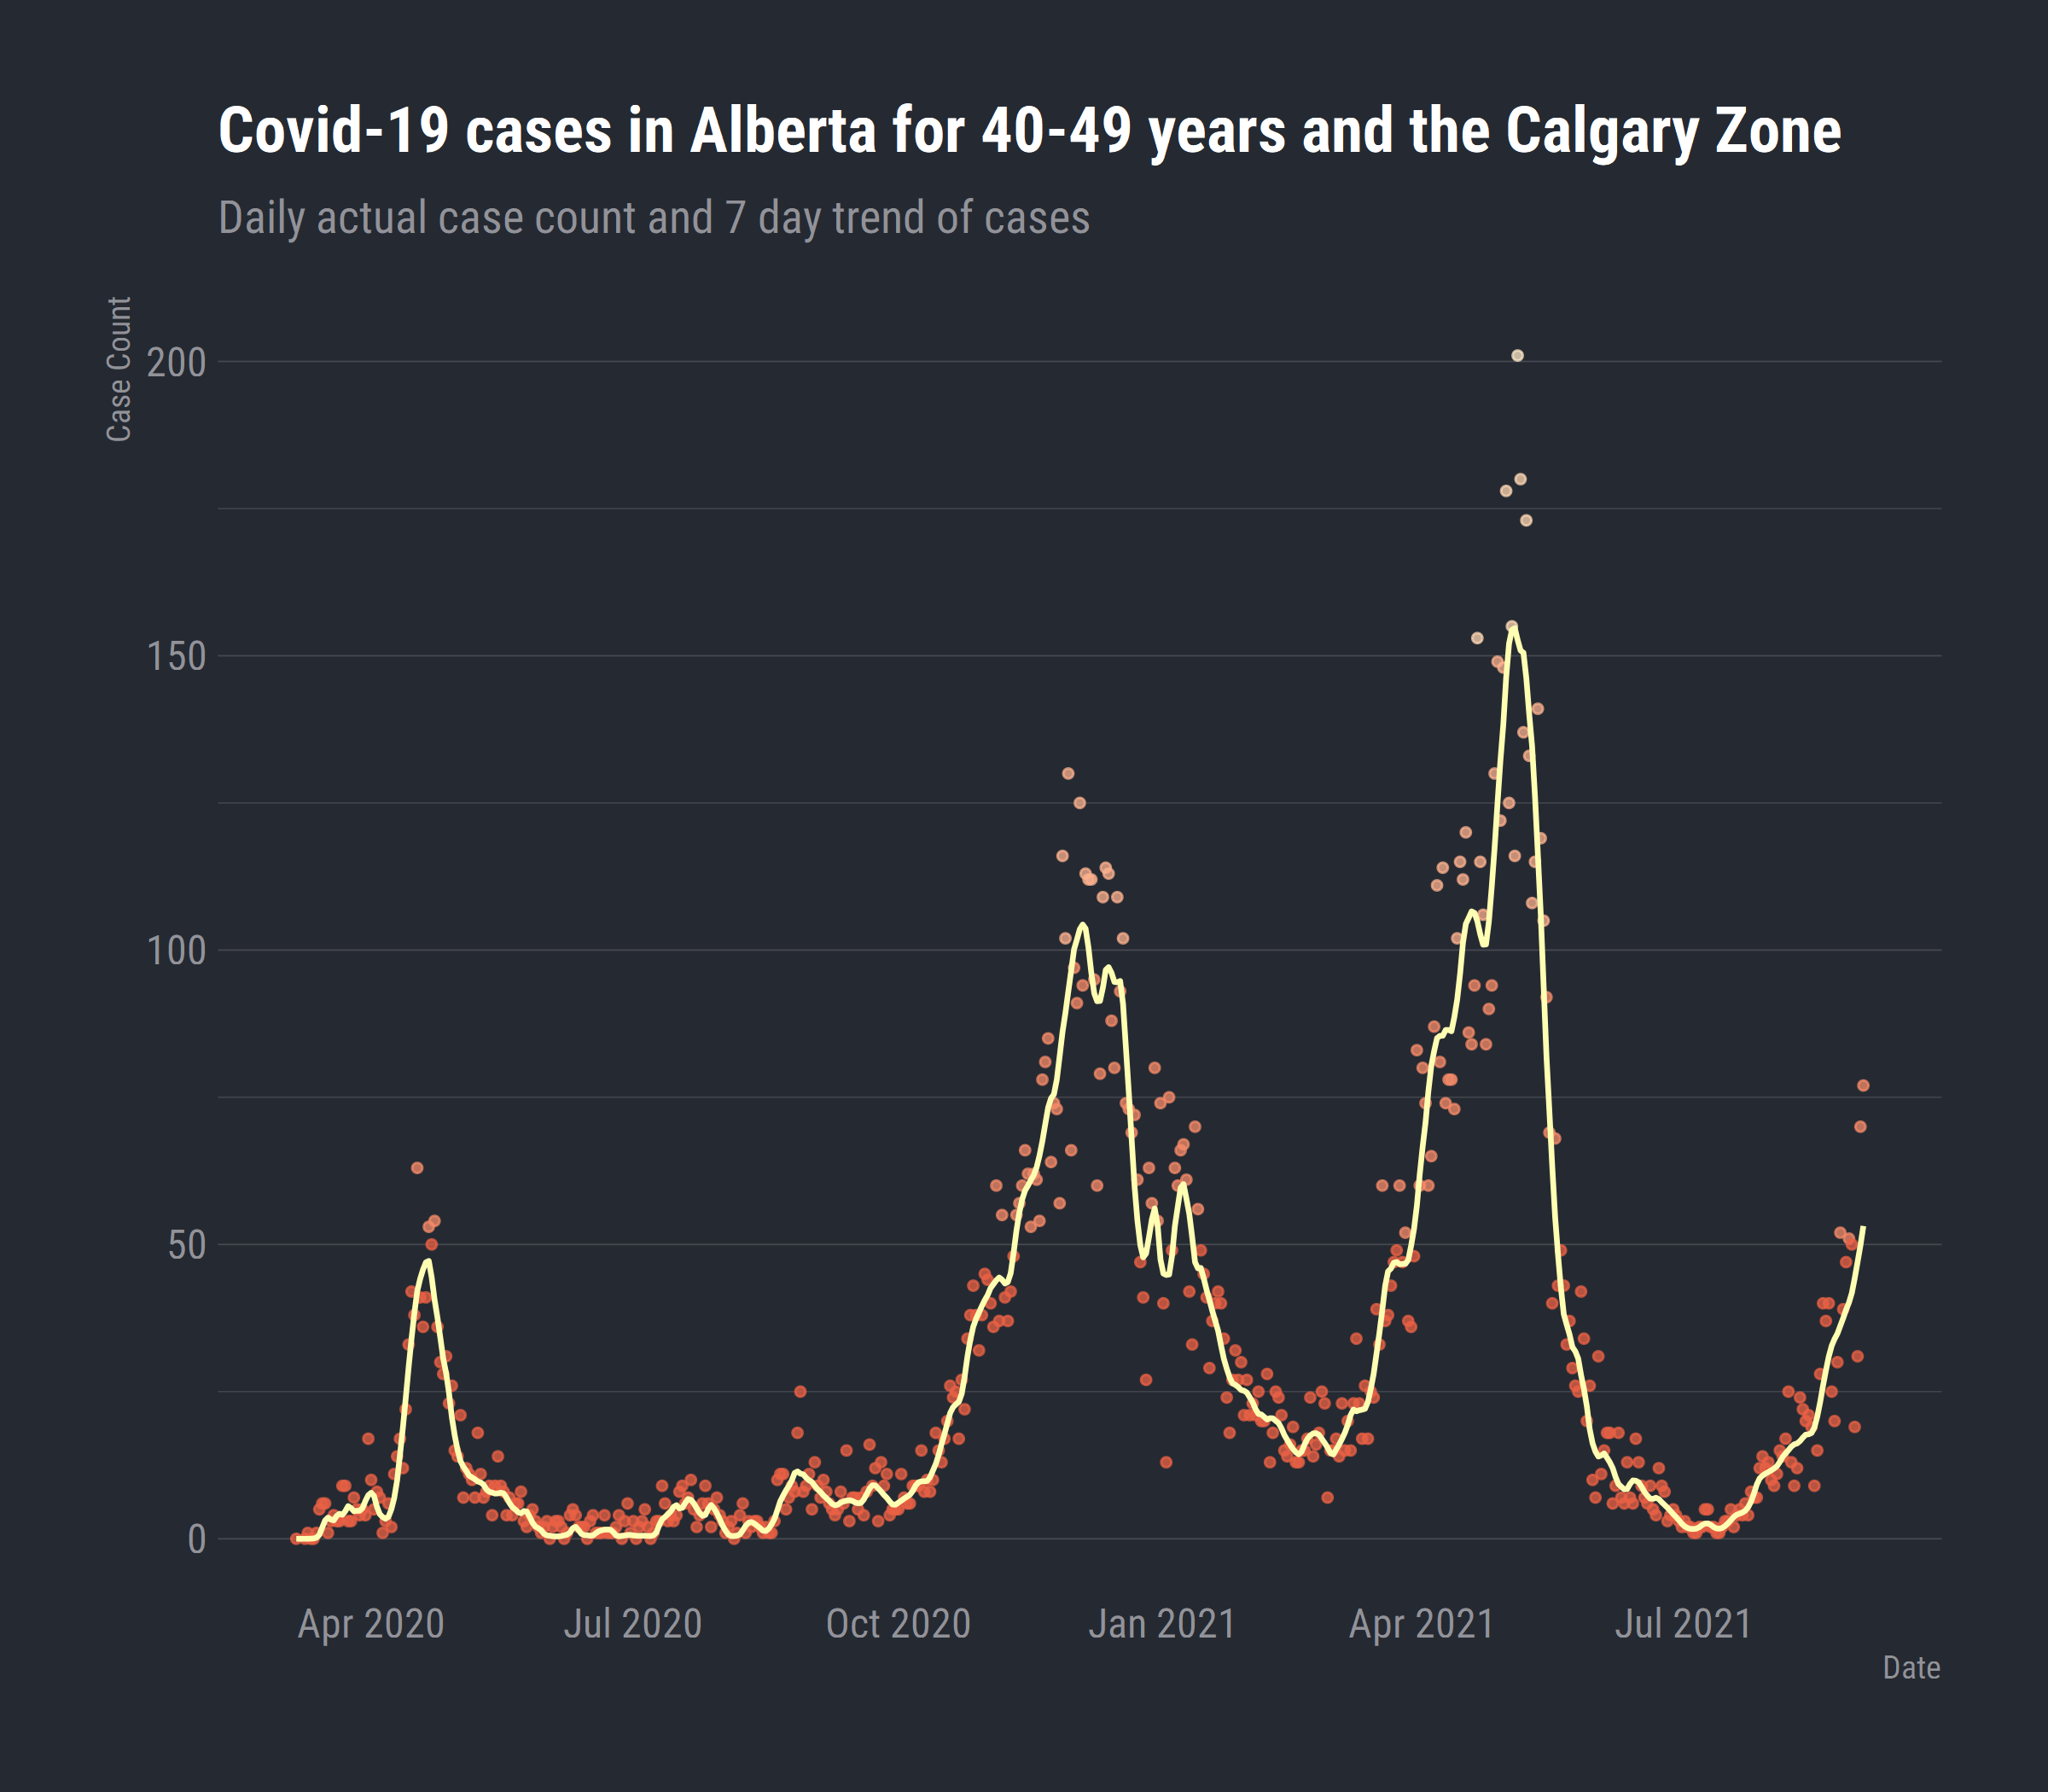 Covid-19 cases in Alberta for 40-49 years and the Calgary Zone
Daily actual case count and 7 day trend of cases
Case Count
200
150
100
50
0
Apr 2020
Jul 2020
Oct 2020
Jan 2021
Apr 2021
Jul 2021
Date